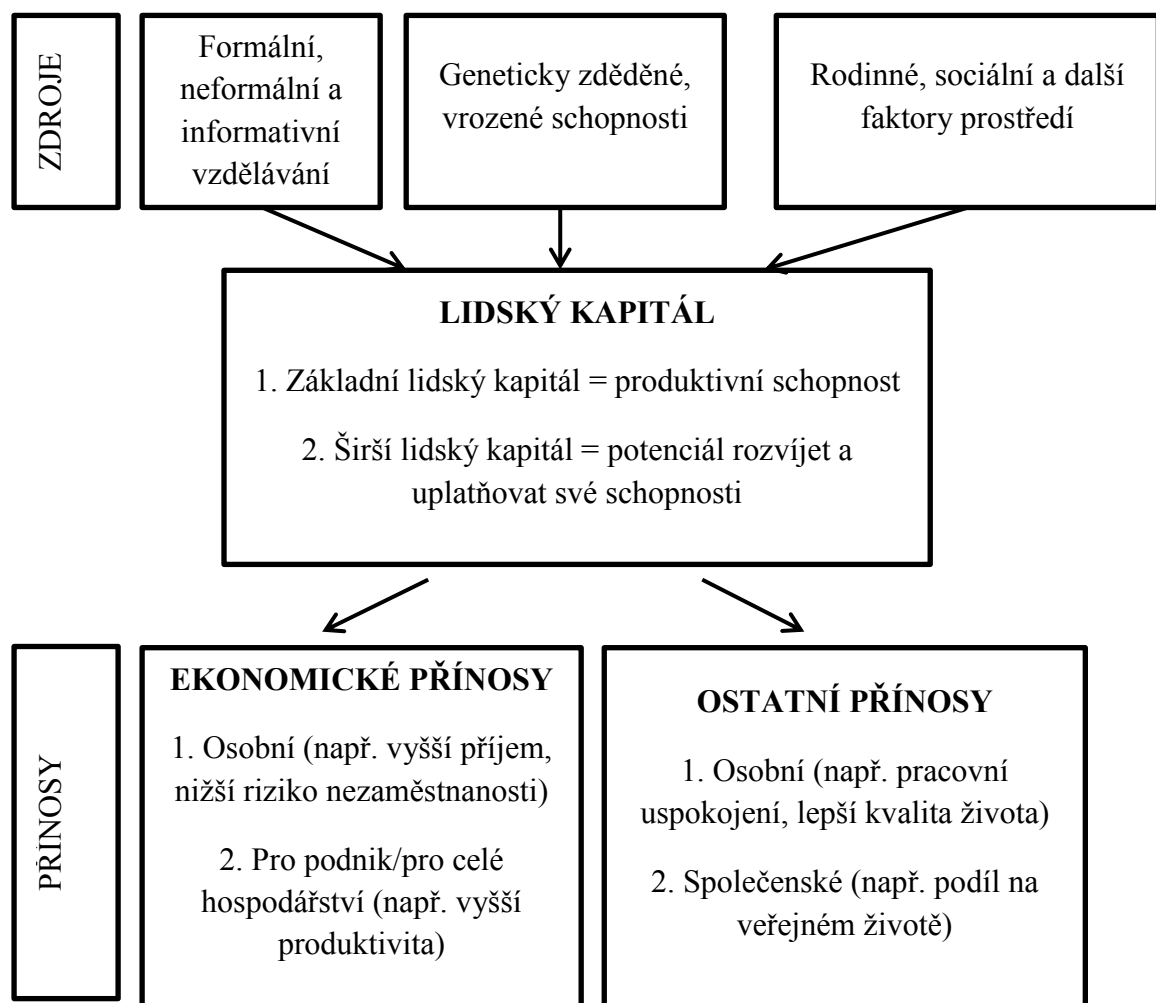 ZDROJE
Formální,
neformální a
informativní
vzdělávání
Geneticky zděděné,
vrozené schopnosti
Rodinné, sociální a další
faktory prostředí
LIDSKÝ KAPITÁL
1. Základní lidský kapitál = produktivní schopnost
2. Širší lidský kapitál = potenciál rozvíjet a
uplatňovat své schopnosti
PŘÍNOSY
EKONOMICKÉ PŘÍNOSY
1. Osobní (např. vyšší příjem,
nižší riziko nezaměstnanosti)
2. Pro podnik/pro celé
hospodářství (např. vyšší
produktivita)
OSTATNÍ PŘÍNOSY
1. Osobní (např. pracovní
uspokojení, lepší kvalita života)
2. Společenské (např. podíl na
veřejném životě)